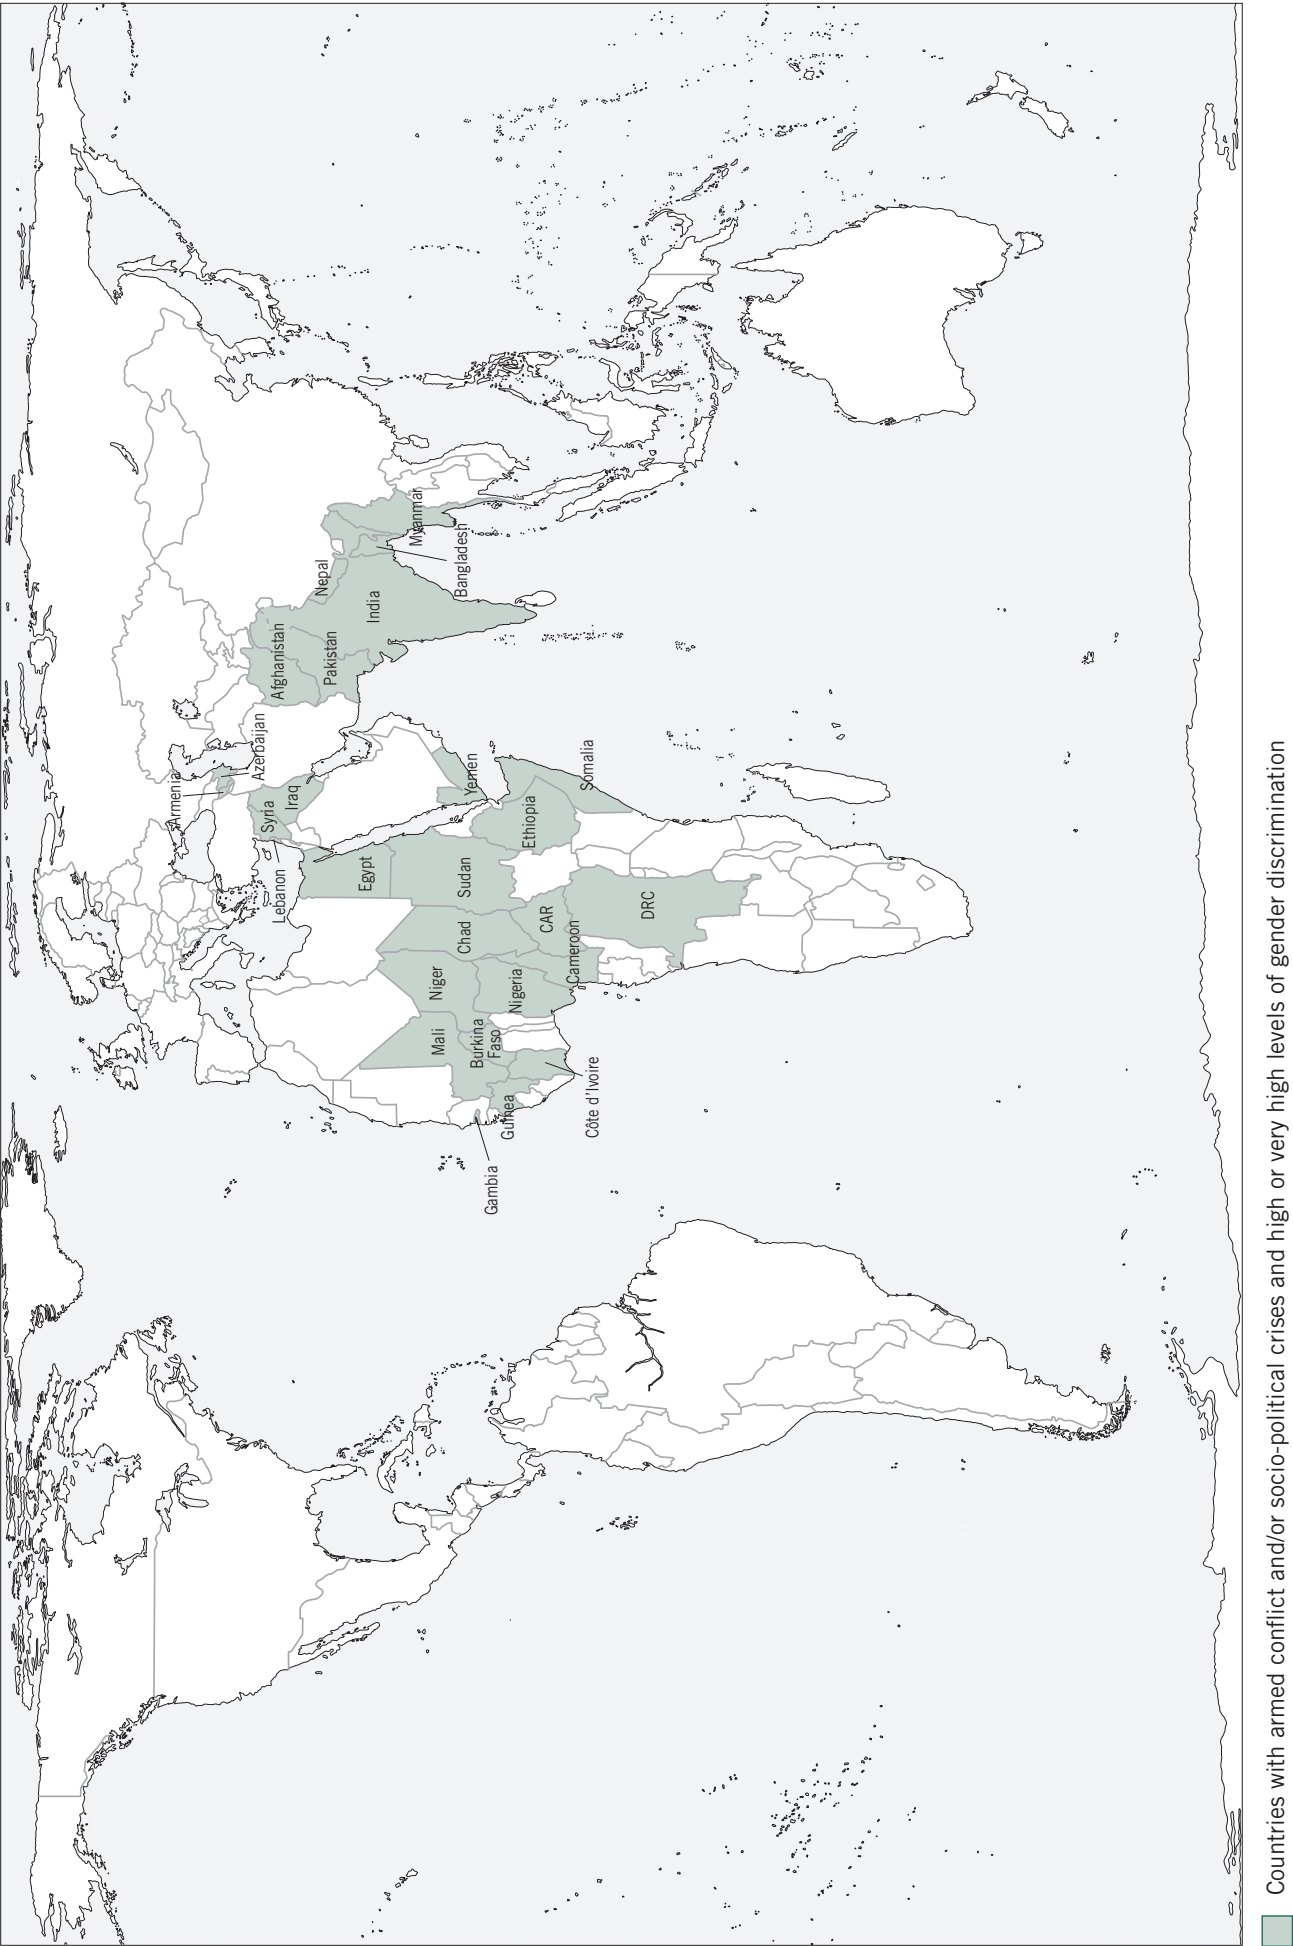 Armenia
Azerbaijan
Syria
Iraq
Lebanon
Afghanistan
Pakistan
Nepal
India
Myanmar
Bangladesh
Egypt
Yemen
Mali
Niger
Chad
Sudan
Ethiopia
Somalia
Burkina
Faso
Nigeria
CAR
Cameroon
DRC
Guinea
Gambia
Côte d'Ivoire
Countries with armed conflict and/or socio-political crises and high or very high levels of gender discrimination